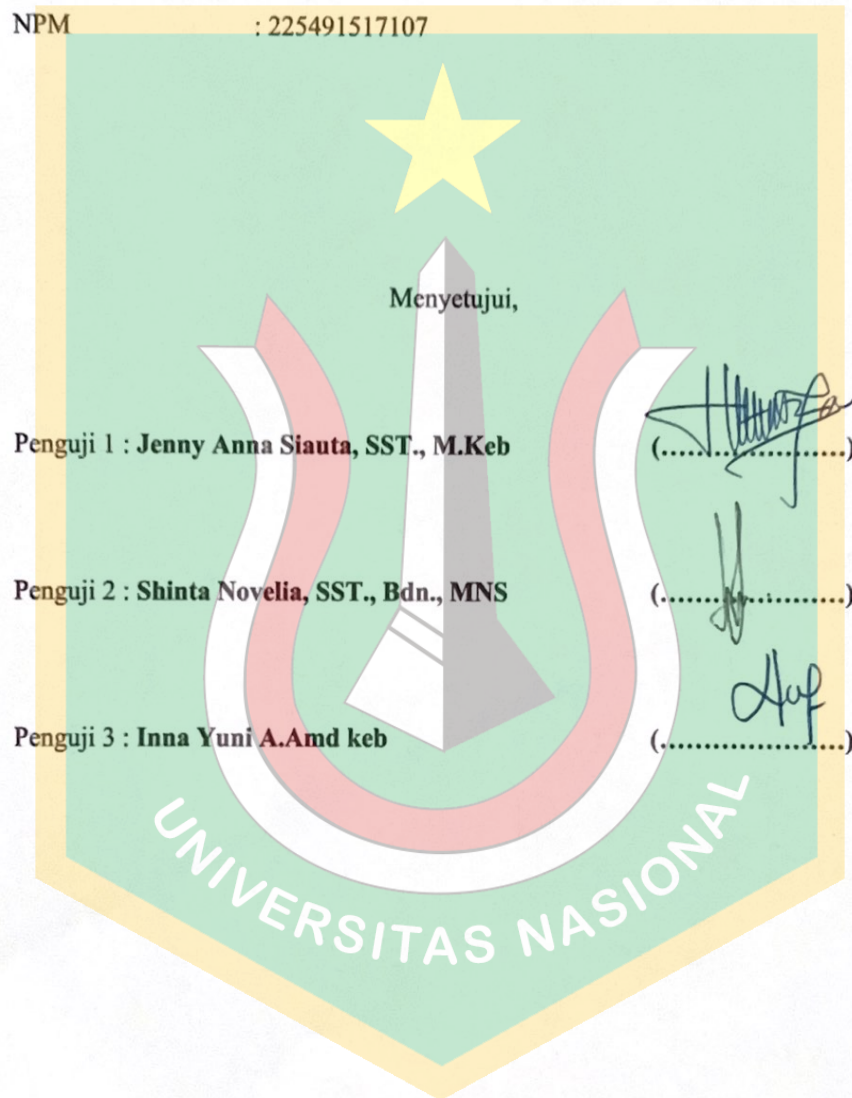 NPM : 225491517107
Menyetujui,
Penguji 1 : Jenny Anna Siauta, SST., M.Keb (........................)
Penguji 2 : Shinta Novelia, SST., Bdn., MNS (........................)
Penguji 3 : Inna Yuni A.Amd keb (........................)
UNIVERSITAS NASIONAL